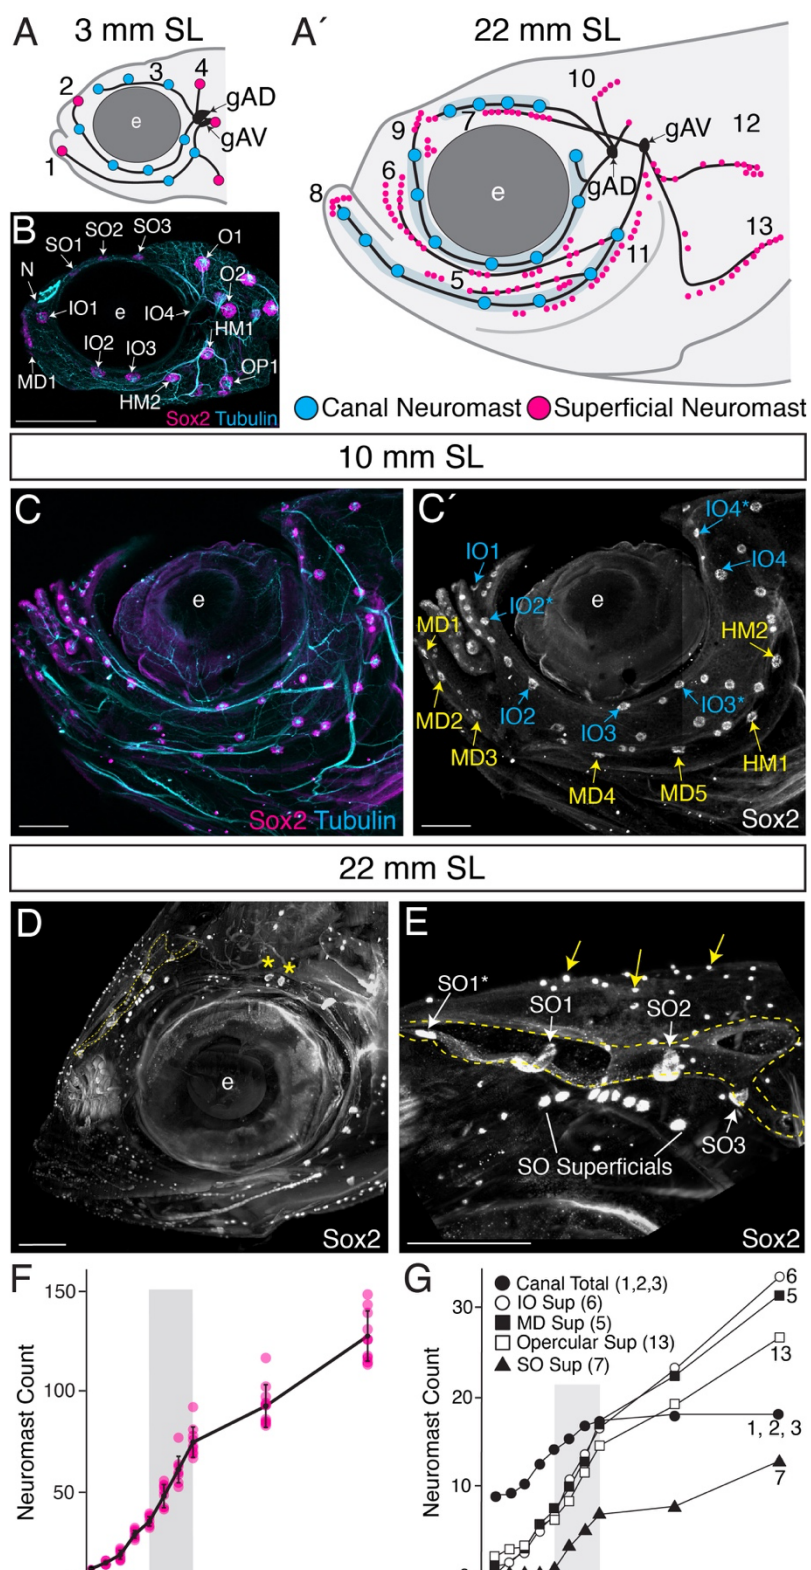 A 3 mm SL
2
3
4
gAD
e
gAV
1
A′ 22 mm SL
10
9
7
gAV
12
6
8
e
gAD
5
11
13
B
SO1
SO2
SO3
O1
N
O2
IO1
e
IO4
HM1
IO2
IO3
MD1
HM2
OP1
Sox2 Tubulin
Canal Neuromast
Superficial Neuromast
10 mm SL
C
e
Sox2 Tubulin
C′
IO4*
IO1
IO4
e
IO2*
MD1
HM2
IO2
IO3
IO3*
MD2
MD3
HM1
MD4
MD5
Sox2
22 mm SL
D
**
e
Sox2
E
SO1*
SO1
SO2
SO3
SO Superficials
Sox2
F
150
100
50
Neuromast Count
G
Canal Total (1,2,3)
IO Sup (6)
MD Sup (5)
Opercular Sup (13)
SO Sup (7)
30
20
10
Neuromast Count
6
5
13
1, 2, 3
7